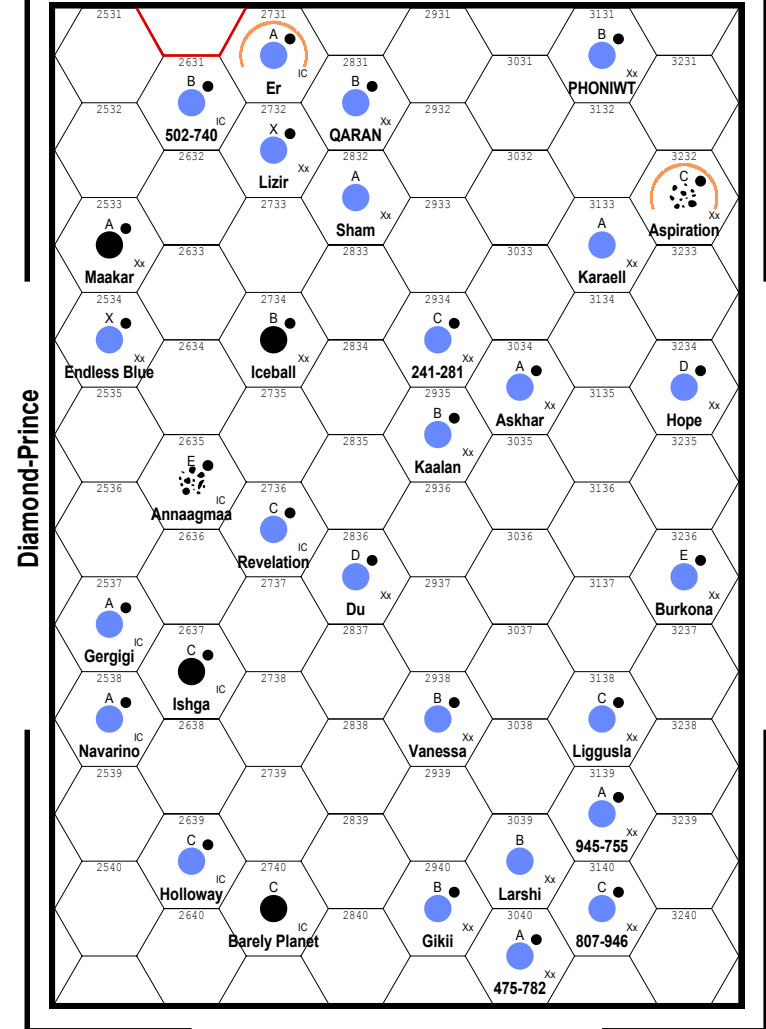 2531
2731
2931
3131
A
B
IC
Er
Xx
PHONIWT
2631
2831
3031
3231
B
B
IC
502-740
Xx
QARAN
2532
2732
2932
3132
X
Xx
Lizir
2632
2832
3032
3232
A
C
Xx
Sham
Xx
Aspiration
2533
2733
2933
3133
A
A
Xx
Maakar
Xx
Karaell
2633
2833
3033
3233
2534
2734
2934
3134
X
B
C
Xx
Endless Blue
Xx
Iceball
Xx
241-281
2634
2834
3034
3234
A
D
Xx
Askhar
Xx
Hope
Diamond-Prince
2535
2735
2935
3135
B
Xx
Kaalan
2635
2835
3035
3235
E
IC
Annaagmaa
2536
2736
2936
3136
C
IC
Revelation
2636
2836
3036
3236
D
E
Xx
Du
Xx
Burkona
2537
2737
2937
3137
A
IC
Gergigi
2637
2837
3037
3237
C
IC
Ishga
2538
2738
2938
3138
A
B
C
IC
Navarino
Xx
Vanessa
Xx
Liggusla
2638
2838
3038
3238
2539
2739
2939
3139
A
Xx
945-755
2639
2839
3039
3239
C
B
IC
Holloway
Xx
Larshi
2540
2740
2940
3140
C
B
C
IC
Barely Planet
Xx
Gikii
Xx
807-946
2640
2840
3040
3240
A
Xx
475-782